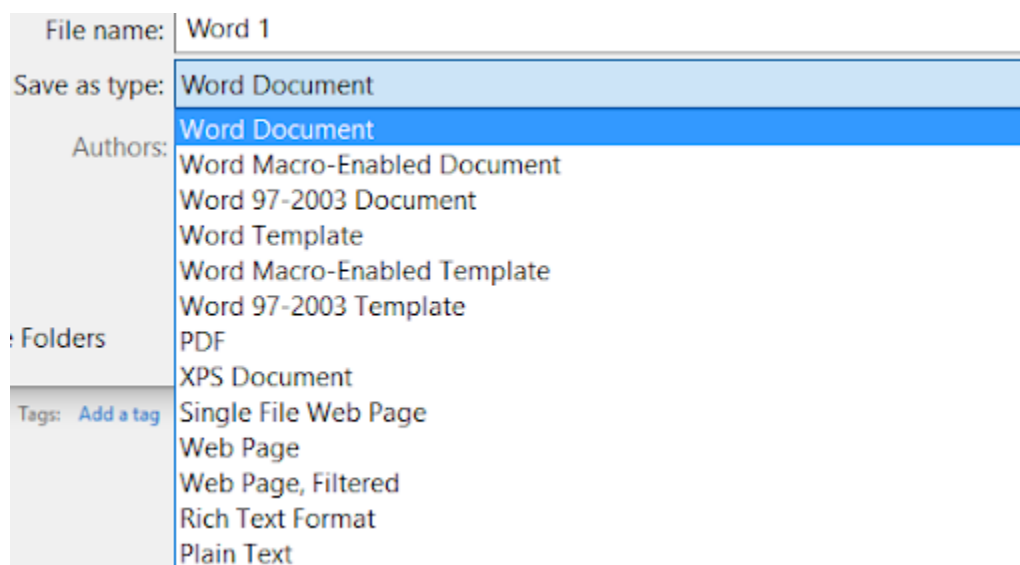 File name: Word 1
Save as type: Word Document
Authors:
Word Document
Word Macro-Enabled Document
Word 97-2003 Document
Word Template
Word Macro-Enabled Template
Word 97-2003 Template
Folders
PDF
XPS Document
Tags: Add a tag
Single File Web Page
Web Page
Web Page, Filtered
Rich Text Format
Plain Text